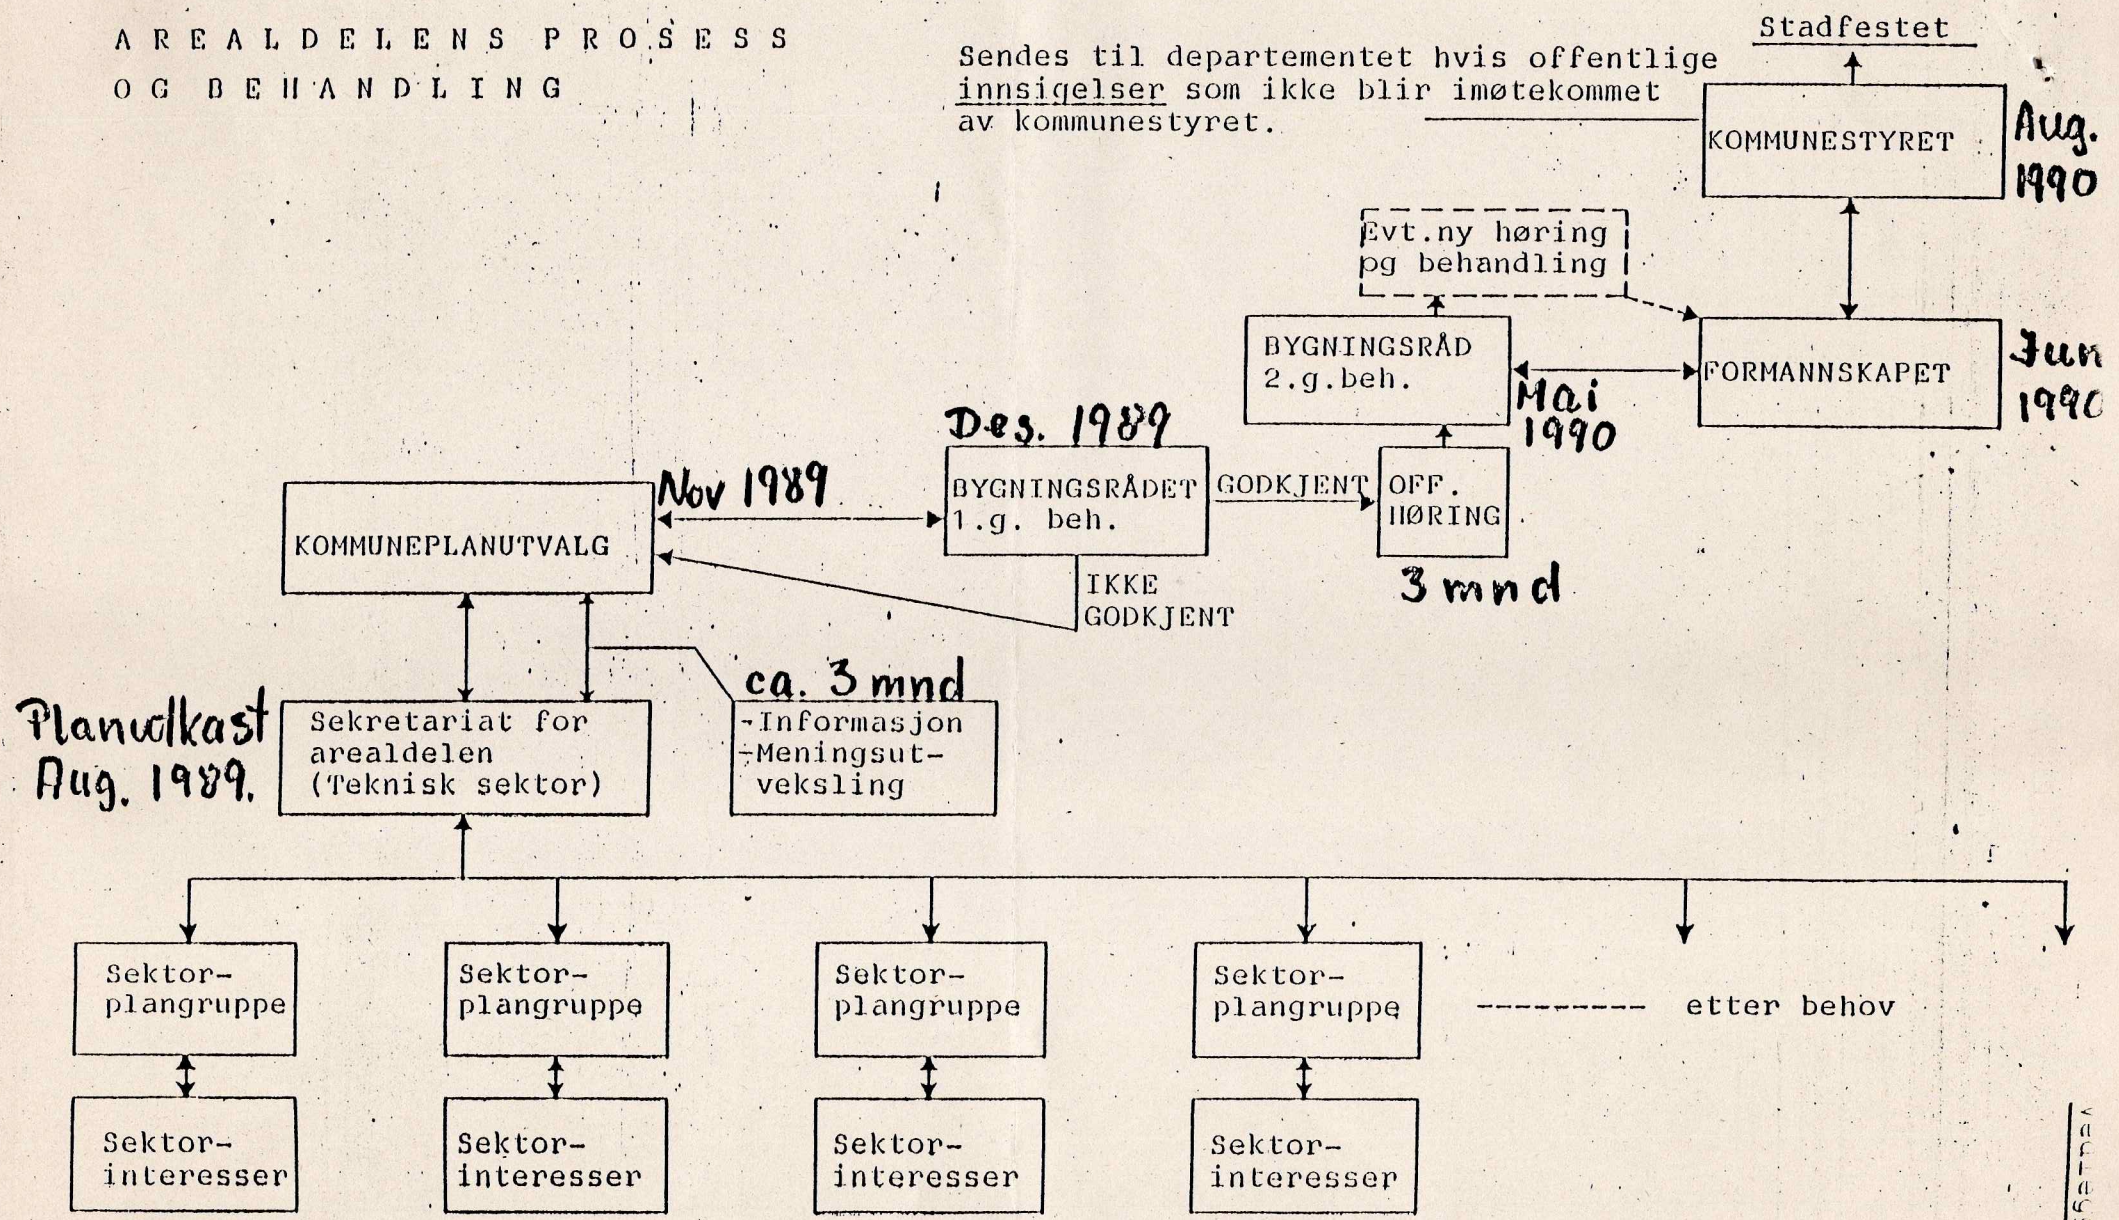 AREALDELENS PROSESS
OG BEHANDLING
Stadfestet
Sendes til departementet hvis offentlige
innsigelser som ikke blir imøtekommet
av kommunestyret.
KOMMUNESTYRET
Aug.
1990
Evt.ny høring
og behandling
BYGNINGSRÅD
2.g.beh.
Mai
1990
FORMANNSKAPET
Jun
1990
Des. 1989
BYGNINGSRÅDET
1.g. beh.
GODKJENT
OFF.
HØRING
3 mnd
IKKE
GODKJENT
Nov 1989
KOMMUNEPLANUTVALG
ca. 3 mnd
-Informasjon
-Meningsut-
veksling
Planutkast
Aug. 1989.
Sekretariat for
arealdelen
(Teknisk sektor)
Sektor-
plangruppe
Sektor-
plangruppe
Sektor-
plangruppe
Sektor-
plangruppe
--------- etter behov
Sektor-
interesser
Sektor-
interesser
Sektor-
interesser
Sektor-
interesser